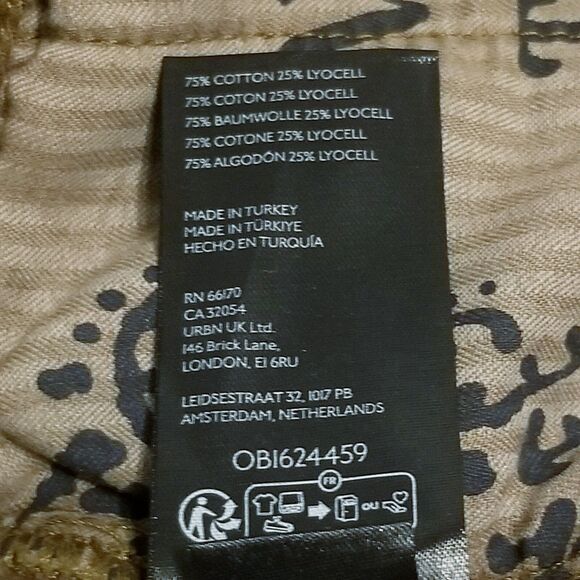 75% COTTON 25% LYOCELL
75% COTON 25% LYOCELL
75% BAUMWOLLE 25% LYOCELL
75% COTONE 25% LYOCELL
75% ALGODÓN 25% LYOCELL
MADE IN TURKEY
MADE IN TÜRKIYE
HECHO EN TURQUÍA
RN 66170
CA 32054
URBN UK Ltd.
146 Brick Lane,
LONDON, E1 6RU
LEIDSESTRAAT 32, 1017 PB
AMSTERDAM, NETHERLANDS
OB1624459
FR
OU